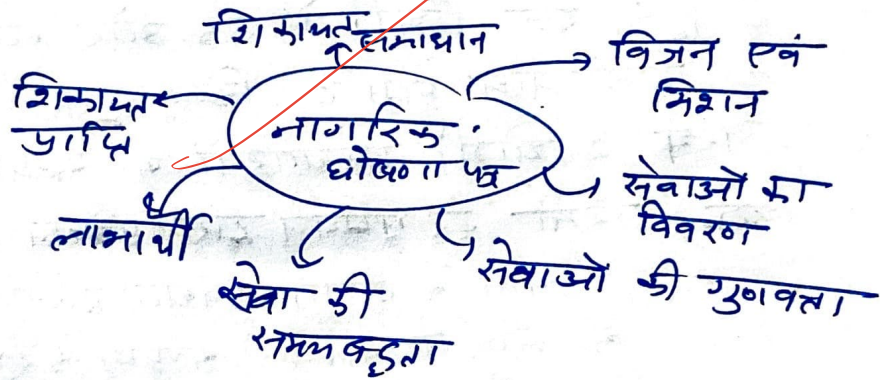 शिकायत समाधान
विजन एवं
मिशन
शिकायत
प्राप्ति
नागरिक
घोषणा पत्र
सेवाओं का
विवरण
लाभार्थी
सेवाओं की गुणवत्ता
सेवा की
समयबद्धता